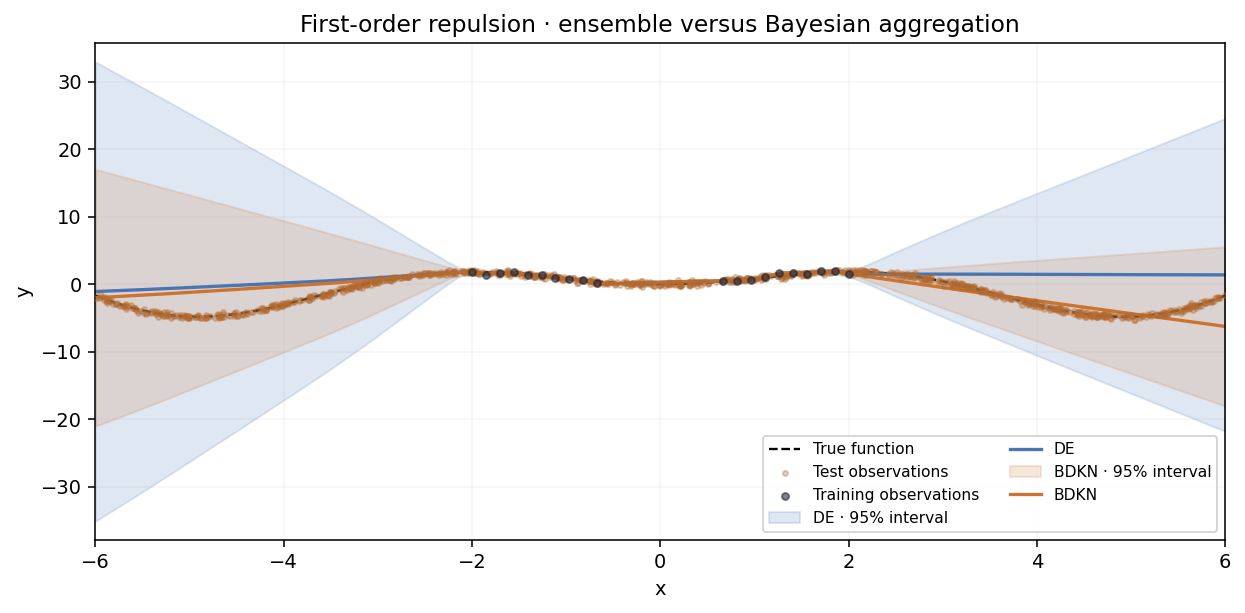 First-order repulsion · ensemble versus Bayesian aggregation
y
30
20
10
0
−10
−20
−30
−6
−4
−2
0
2
4
6
x
True function
Test observations
Training observations
DE · 95% interval
DE
BDKN · 95% interval
BDKN